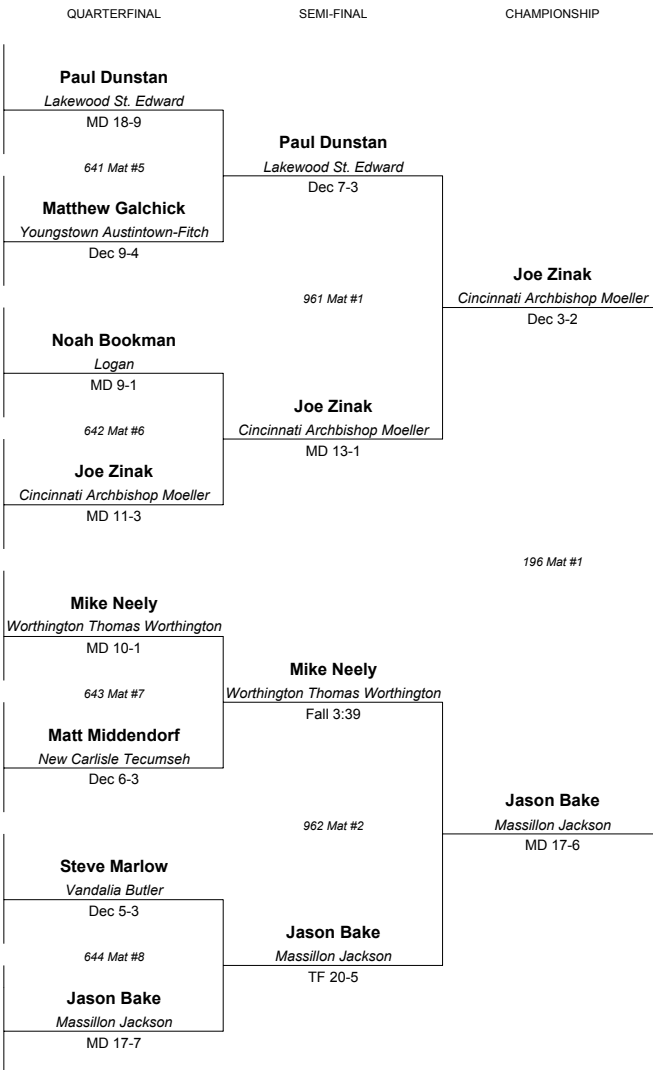 QUARTERFINAL
SEMI-FINAL
CHAMPIONSHIP
Paul Dunstan
Lakewood St. Edward
MD 18-9
641 Mat #5
Matthew Galchick
Youngstown Austintown-Fitch
Dec 9-4
Noah Bookman
Logan
MD 9-1
642 Mat #6
Joe Zinak
Cincinnati Archbishop Moeller
MD 11-3
Mike Neely
Worthington Thomas Worthington
MD 10-1
643 Mat #7
Matt Middendorf
New Carlisle Tecumseh
Dec 6-3
Steve Marlow
Vandalia Butler
Dec 5-3
644 Mat #8
Jason Bake
Massillon Jackson
MD 17-7
Paul Dunstan
Lakewood St. Edward
Dec 7-3
961 Mat #1
Joe Zinak
Cincinnati Archbishop Moeller
MD 13-1
Mike Neely
Worthington Thomas Worthington
Fall 3:39
962 Mat #2
Jason Bake
Massillon Jackson
TF 20-5
Joe Zinak
Cincinnati Archbishop Moeller
Dec 3-2
196 Mat #1
Jason Bake
Massillon Jackson
MD 17-6